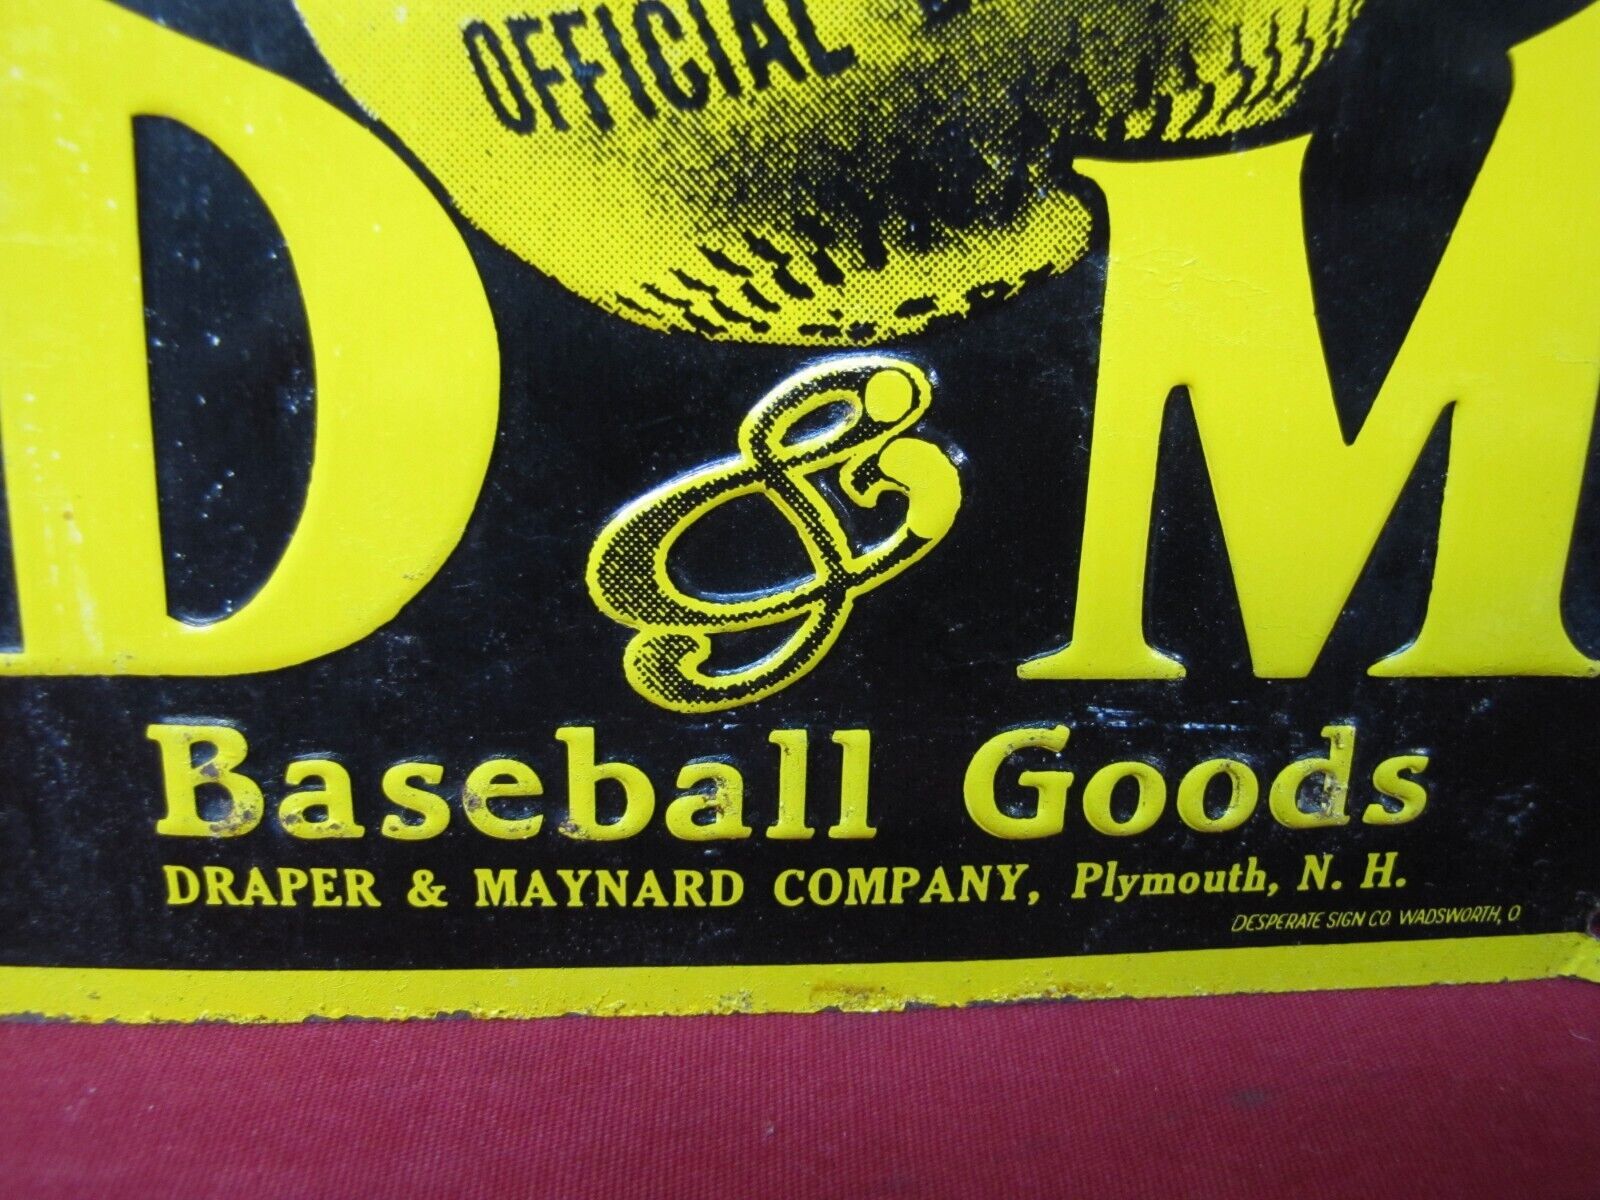 OFFICIAL
D & M
Baseball Goods
DRAPER & MAYNARD COMPANY, Plymouth, N. H.
DESPERATE SIGN CO. WADSWORTH, O